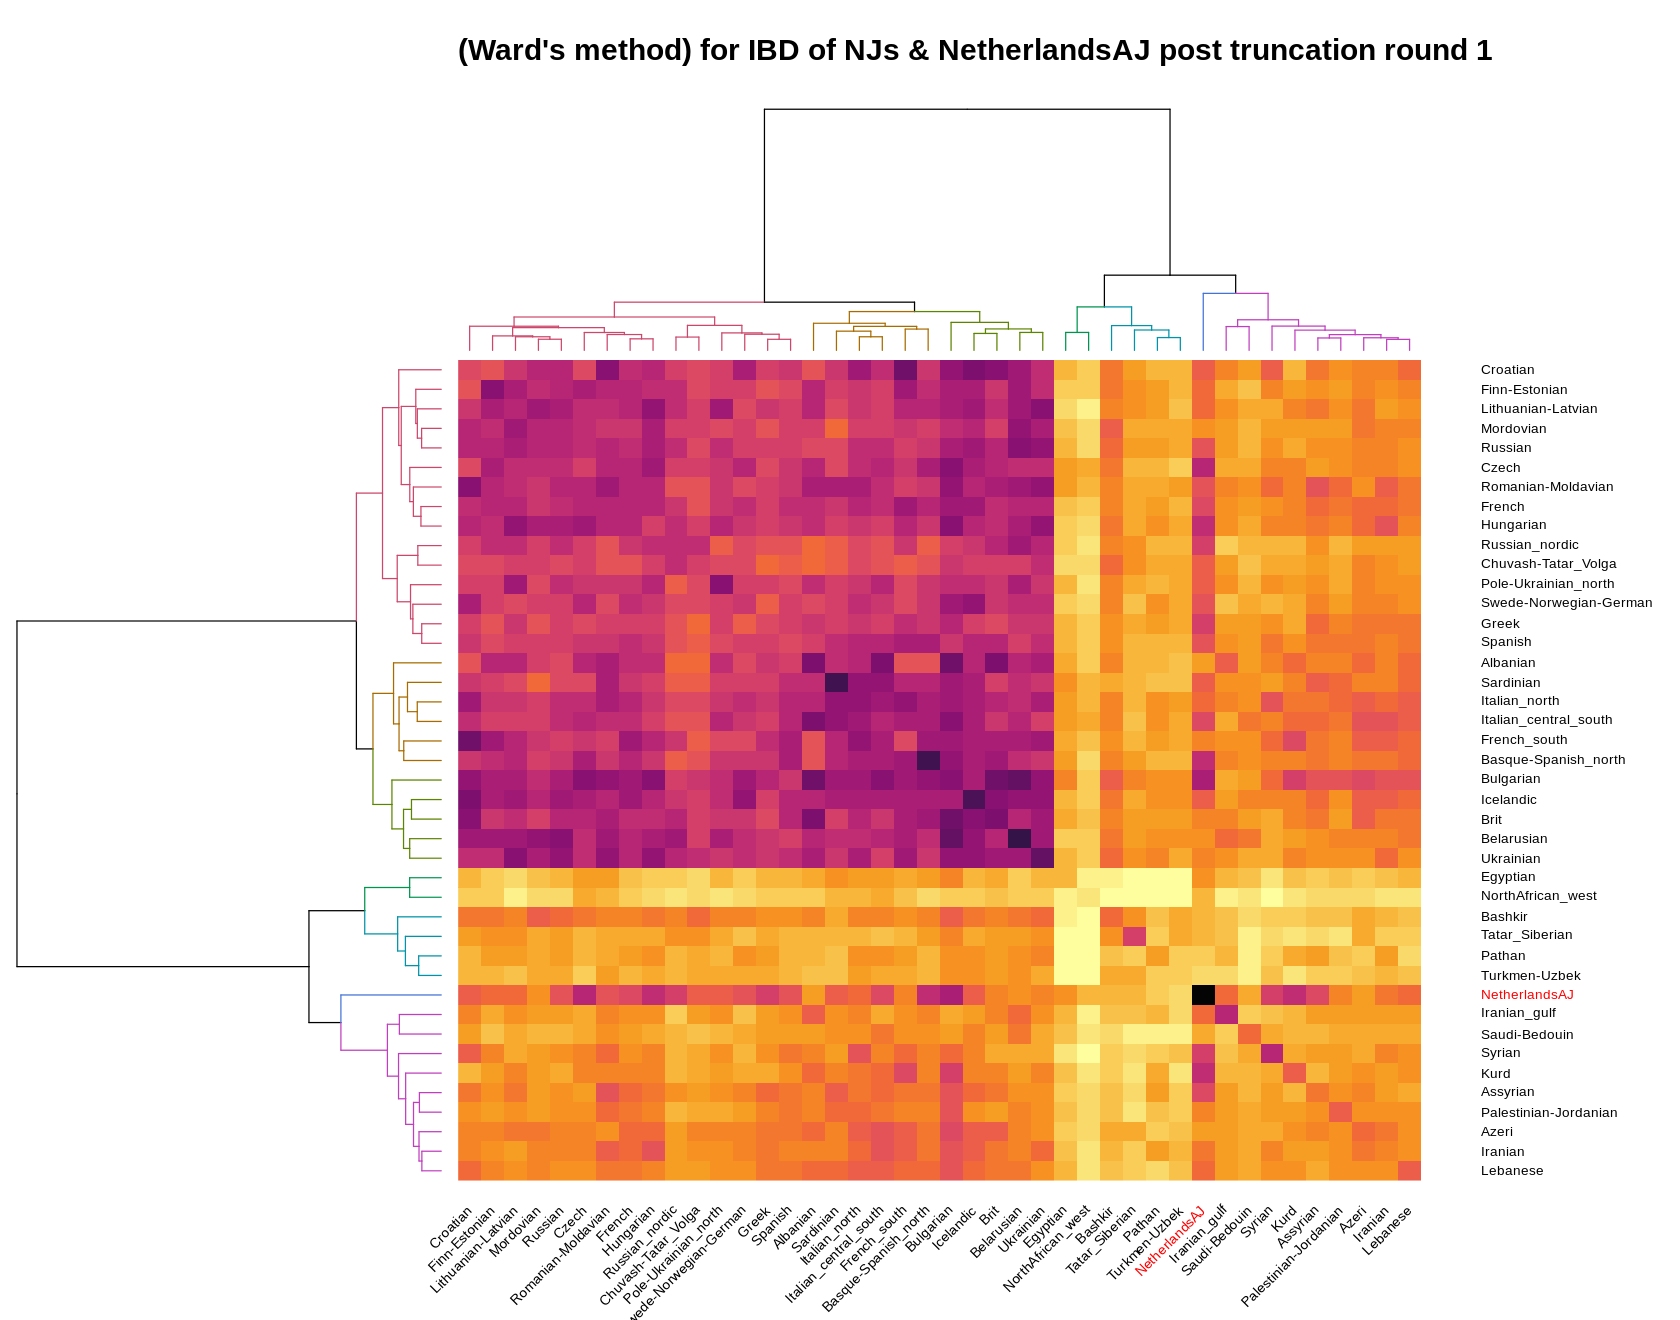 (Ward's method) for IBD of NJs & NetherlandsAJ post truncation round 1
Croatian
Finn-Estonian
Lithuanian-Latvian
Mordovian
Russian
Czech
Romanian-Moldavian
French
Hungarian
Russian_nordic
Chuvash-Tatar_Volga
Pole-Ukrainian_north
Swede-Norwegian-German
Greek
Spanish
Albanian
Sardinian
Italian_north
Italian_central_south
French_south
Basque-Spanish_north
Bulgarian
Icelandic
Brit
Belarusian
Ukrainian
Egyptian
NorthAfrican_west
Bashkir
Tatar_Siberian
Pathan
Turkmen-Uzbek
NetherlandsAJ
Iranian_gulf
Saudi-Bedouin
Syrian
Kurd
Assyrian
Palestinian-Jordanian
Azeri
Iranian
Lebanese
Croatian
Finn-Estonian
Lithuanian-Latvian
Mordovian
Russian
Czech
Romanian-Moldavian
French
Hungarian
Russian_nordic
Chuvash-Tatar_Volga
Pole-Ukrainian_north
wede-Norwegian-German
Greek
Spanish
Albanian
Sardinian
Italian_north
Italian_central_south
French_south
Basque-Spanish_north
Bulgarian
Icelandic
Brit
Belarusian
Ukrainian
Egyptian
NorthAfrican_west
Bashkir
Tatar_Siberian
Pathan
Turkmen-Uzbek
NetherlandsAJ
Iranian_gulf
Saudi-Bedouin
Syrian
Kurd
Assyrian
Palestinian-Jordanian
Azeri
Iranian
Lebanese